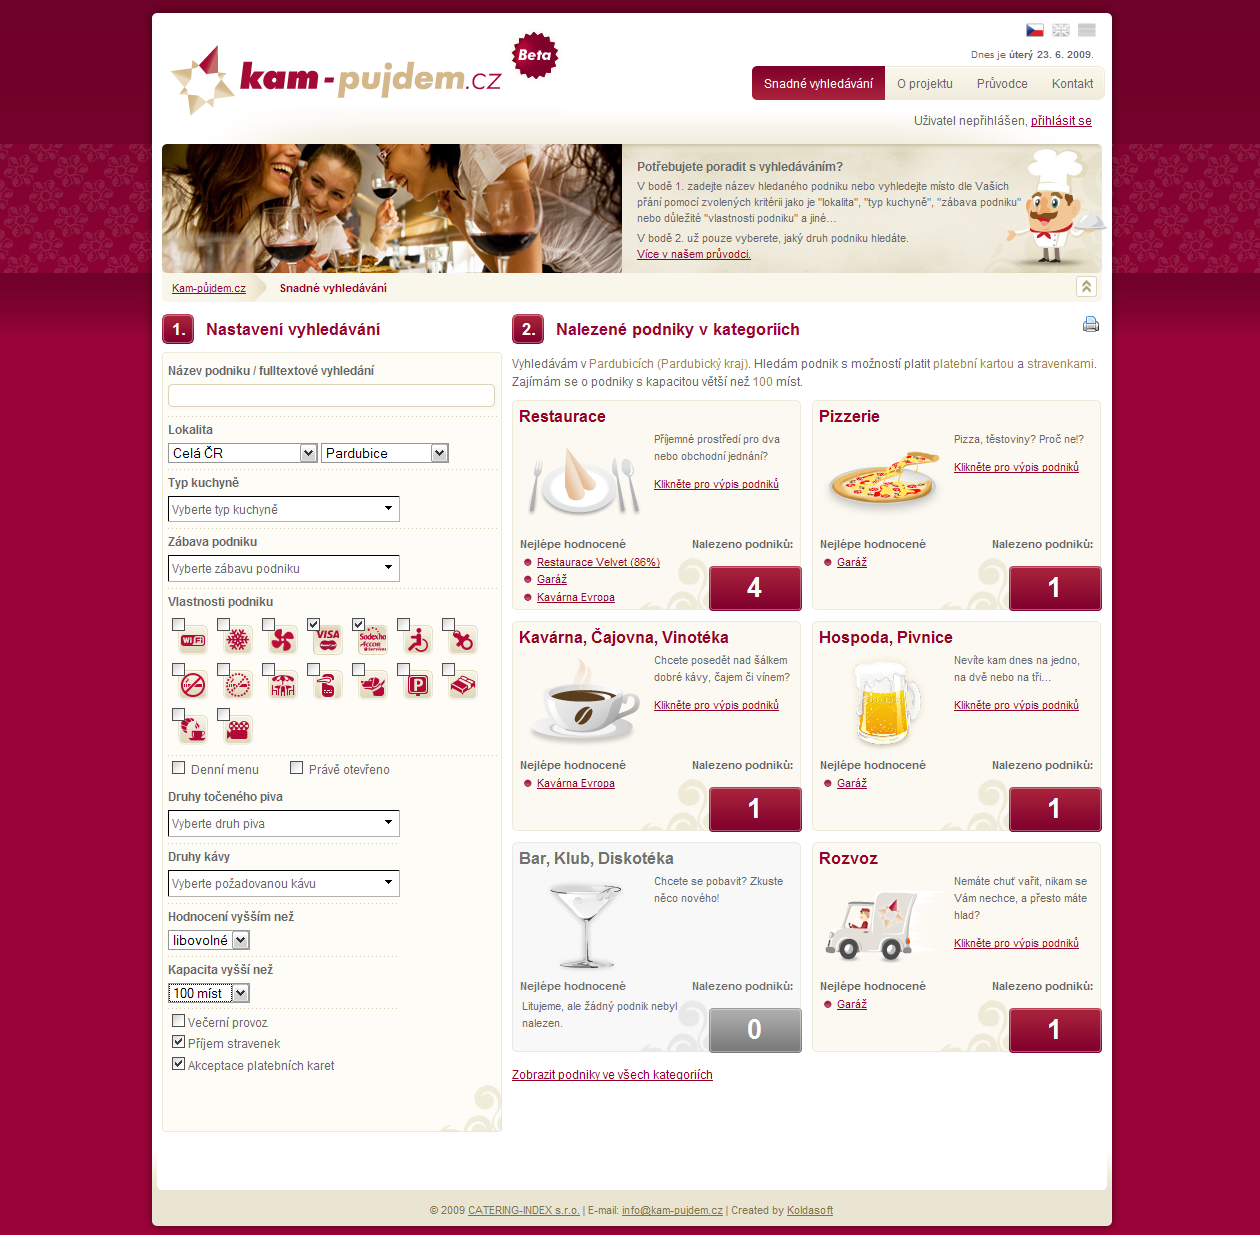 kam-pujdem.cz
Beta
Dnes je úterý 23. 6. 2009.
Snadné vyhledávání
O projektu
Průvodce
Kontakt
Uživatel nepřihlášen, přihlásit se
Potřebujete poradit s vyhledáváním?
V bodě 1. zadejte název hledaného podniku nebo vyhledejte místo dle Vašich
přání pomocí zvolených kritérii jako je "lokalita", "typ kuchyně", "zábava podniku"
nebo důležité "vlastnosti podniku" a jiné...
V bodě 2. už pouze vyberete, jaký druh podniku hledáte.
Více v našem průvodci.
Kam-půjdem.cz
Snadné vyhledávání
1. Nastavení vyhledávání
Název podniku / fulltextové vyhledání
Lokalita
Celá ČR
Pardubice
Typ kuchyně
Vyberte typ kuchyně
Zábava podniku
Vyberte zábavu podniku
Vlastnosti podniku
WiFi
VISA
Sodexho
ACCOR
Services
P
Denní menu
Právě otevřeno
Druhy točeného piva
Vyberte druh piva
Druhy kávy
Vyberte požadovanou kávu
Hodnocení vyšším než
libovolné
Kapacita vyšší než
100 míst
Večerní provoz
Příjem stravenek
Akceptace platebních karet
2. Nalezené podniky v kategoriích
Vyhledávám v Pardubicích (Pardubický kraj). Hledám podnik s možností platit platební kartou a stravenkami.
Zajímám se o podniky s kapacitou větší než 100 míst.
Restaurace
Příjemné prostředí pro dva
nebo obchodní jednání?
Klikněte pro výpis podniků
Nejlépe hodnocené
Nalezeno podniků:
Restaurace Velvet (86%)
Garáž
Kavárna Evropa
4
Pizzerie
Pizza, těstoviny? Proč ne!?
Klikněte pro výpis podniků
Nejlépe hodnocené
Nalezeno podniků:
Garáž
1
Kavárna, Čajovna, Vinotéka
Chcete posedět nad šálkem
dobré kávy, čajem či vínem?
Klikněte pro výpis podniků
Nejlépe hodnocené
Nalezeno podniků:
Kavárna Evropa
1
Hospoda, Pivnice
Nevíte kam dnes na jedno,
na dvě nebo na tři...
Klikněte pro výpis podniků
Nejlépe hodnocené
Nalezeno podniků:
Garáž
1
Bar, Klub, Diskotéka
Chcete se pobavit? Zkuste
něco nového!
Nejlépe hodnocené
Nalezeno podniků:
Litujeme, ale žádný podnik nebyl
nalezen.
0
Rozvoz
Nemáte chuť vařit, nikam se
Vám nechce, a přesto máte
hlad?
Klikněte pro výpis podniků
Nejlépe hodnocené
Nalezeno podniků:
Garáž
1
Zobrazit podniky ve všech kategoriích
© 2009 CATERING-INDEX s.r.o. | E-mail: info@kam-pujdem.cz | Created by Koldasoft